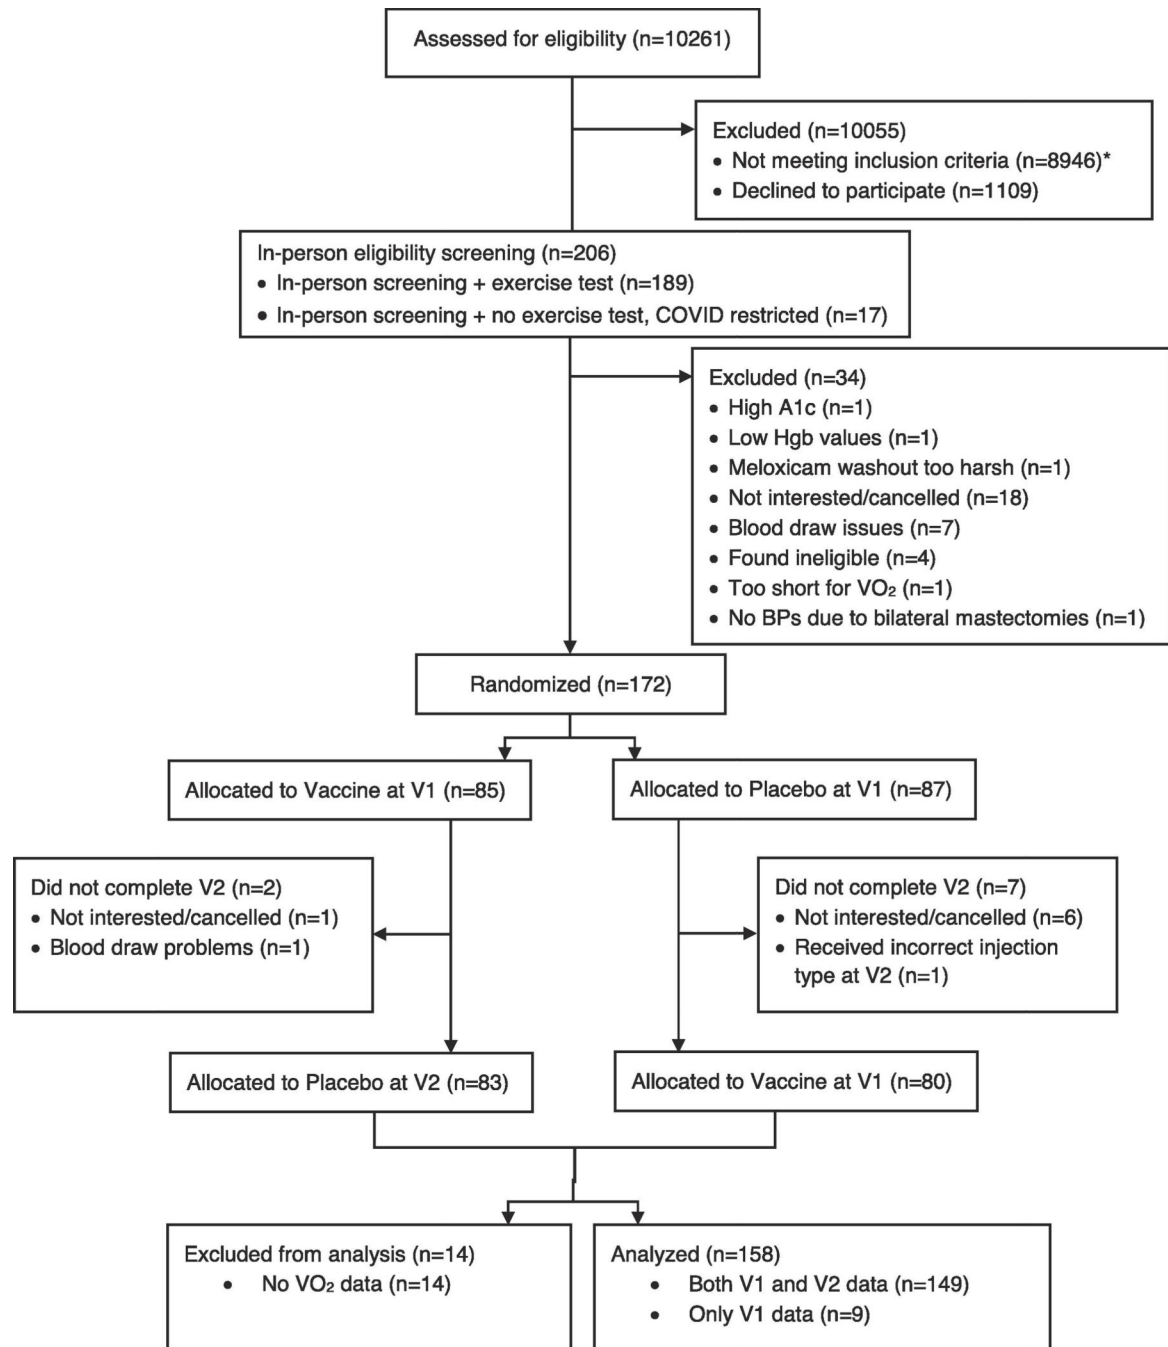 Assessed for eligibility (n=10261)
Excluded (n=10055)
• Not meeting inclusion criteria (n=8946)*
• Declined to participate (n=1109)
In-person eligibility screening (n=206)
• In-person screening + exercise test (n=189)
• In-person screening + no exercise test, COVID restricted (n=17)
Excluded (n=34)
• High A1c (n=1)
• Low Hgb values (n=1)
• Meloxicam washout too harsh (n=1)
• Not interested/cancelled (n=18)
• Blood draw issues (n=7)
• Found ineligible (n=4)
• Too short for VO₂ (n=1)
• No BPs due to bilateral mastectomies (n=1)
Randomized (n=172)
Allocated to Vaccine at V1 (n=85)
Allocated to Placebo at V1 (n=87)
Did not complete V2 (n=2)
• Not interested/cancelled (n=1)
• Blood draw problems (n=1)
Did not complete V2 (n=7)
• Not interested/cancelled (n=6)
• Received incorrect injection
type at V2 (n=1)
Allocated to Placebo at V2 (n=83)
Allocated to Vaccine at V1 (n=80)
Excluded from analysis (n=14)
• No VO₂ data (n=14)
Analyzed (n=158)
• Both V1 and V2 data (n=149)
• Only V1 data (n=9)